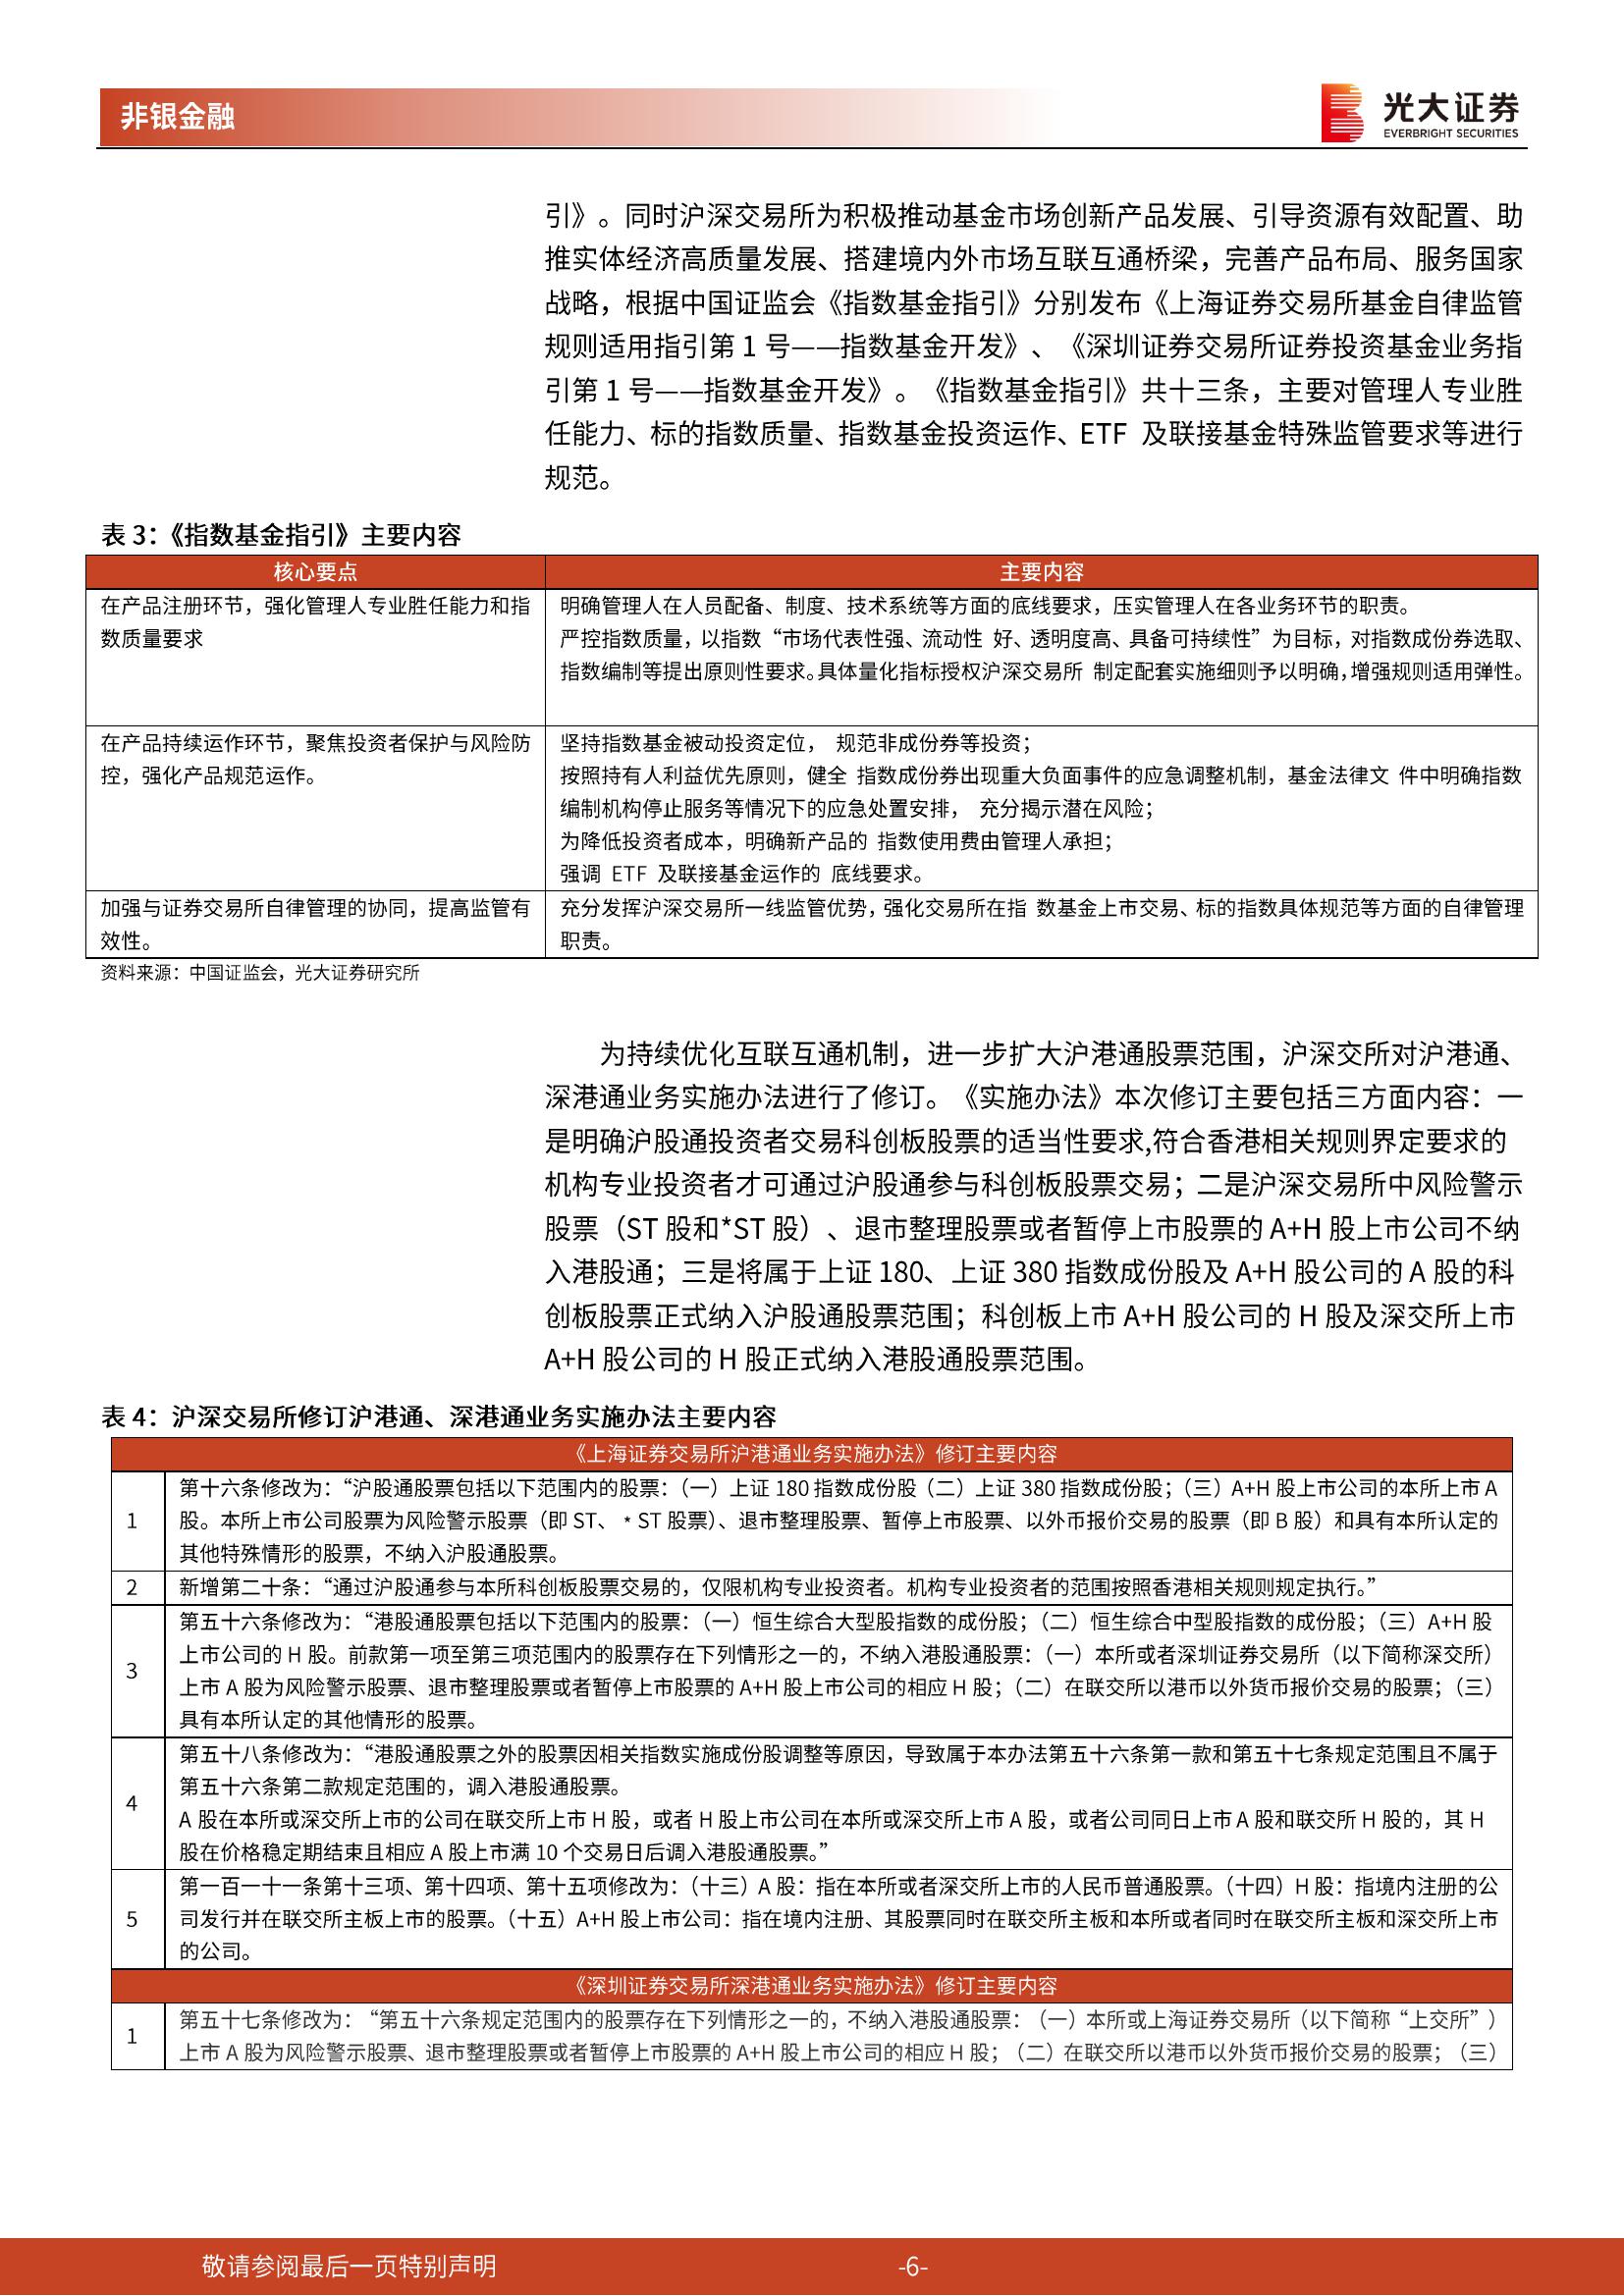 非银金融
光大证券
EVERBRIGHT SECURITIES
引》。同时沪深交易所为积极推动基金市场创新产品发展、引导资源有效配置、助
推实体经济高质量发展、搭建境内外市场互联互通桥梁，完善产品布局、服务国家
战略，根据中国证监会《指数基金指引》分别发布《上海证券交易所基金自律监管
规则适用指引第 1 号——指数基金开发》、《深圳证券交易所证券投资基金业务指
引第 1 号——指数基金开发》。《指数基金指引》共十三条，主要对管理人专业胜
任能力、标的指数质量、指数基金投资运作、ETF 及联接基金特殊监管要求等进行
规范。
表 3：《指数基金指引》主要内容
核心要点 主要内容
在产品注册环节，强化管理人专业胜任能力和指
数质量要求
明确管理人在人员配备、制度、技术系统等方面的底线要求，压实管理人在各业务环节的职责。
严控指数质量，以指数“市场代表性强、流动性 好、透明度高、具备可持续性”为目标，对指数成份券选取、
指数编制等提出原则性要求。具体量化指标授权沪深交易所 制定配套实施细则予以明确，增强规则适用弹性。
在产品持续运作环节，聚焦投资者保护与风险防
控，强化产品规范运作。
坚持指数基金被动投资定位， 规范非成份券等投资；
按照持有人利益优先原则，健全 指数成份券出现重大负面事件的应急调整机制，基金法律文 件中明确指数
编制机构停止服务等情况下的应急处置安排， 充分揭示潜在风险；
为降低投资者成本，明确新产品的 指数使用费由管理人承担；
强调 ETF 及联接基金运作的 底线要求。
加强与证券交易所自律管理的协同，提高监管有
效性。
充分发挥沪深交易所一线监管优势，强化交易所在指 数基金上市交易、标的指数具体规范等方面的自律管理
职责。
资料来源：中国证监会，光大证券研究所
为持续优化互联互通机制，进一步扩大沪港通股票范围，沪深交所对沪港通、
深港通业务实施办法进行了修订。《实施办法》本次修订主要包括三方面内容：一
是明确沪股通投资者交易科创板股票的适当性要求,符合香港相关规则界定要求的
机构专业投资者才可通过沪股通参与科创板股票交易；二是沪深交易所中风险警示
股票（ST 股和*ST 股）、退市整理股票或者暂停上市股票的 A+H 股上市公司不纳
入港股通；三是将属于上证 180、上证 380 指数成份股及 A+H 股公司的 A 股的科
创板股票正式纳入沪股通股票范围；科创板上市 A+H 股公司的 H 股及深交所上市
A+H 股公司的 H 股正式纳入港股通股票范围。
表 4：沪深交易所修订沪港通、深港通业务实施办法主要内容
《上海证券交易所沪港通业务实施办法》修订主要内容
1
第十六条修改为：“沪股通股票包括以下范围内的股票：（一）上证 180 指数成份股（二）上证 380 指数成份股；（三）A+H 股上市公司的本所上市 A
股。本所上市公司股票为风险警示股票（即 ST、﹡ST 股票）、退市整理股票、暂停上市股票、以外币报价交易的股票（即 B 股）和具有本所认定的
其他特殊情形的股票，不纳入沪股通股票。
2
新增第二十条：“通过沪股通参与本所科创板股票交易的，仅限机构专业投资者。机构专业投资者的范围按照香港相关规则规定执行。”
3
第五十六条修改为：“港股通股票包括以下范围内的股票：（一）恒生综合大型股指数的成份股；（二）恒生综合中型股指数的成份股；（三）A+H 股
上市公司的 H 股。前款第一项至第三项范围内的股票存在下列情形之一的，不纳入港股通股票：（一）本所或者深圳证券交易所（以下简称深交所）
上市 A 股为风险警示股票、退市整理股票或者暂停上市股票的 A+H 股上市公司的相应 H 股；（二）在联交所以港币以外货币报价交易的股票；（三）
具有本所认定的其他情形的股票。
4
第五十八条修改为：“港股通股票之外的股票因相关指数实施成份股调整等原因，导致属于本办法第五十六条第一款和第五十七条规定范围且不属于
第五十六条第二款规定范围的，调入港股通股票。
A 股在本所或深交所上市的公司在联交所上市 H 股，或者 H 股上市公司在本所或深交所上市 A 股，或者公司同日上市 A 股和联交所 H 股的，其 H
股在价格稳定期结束且相应 A 股上市满 10 个交易日后调入港股通股票。”
5
第一百一十一条第十三项、第十四项、第十五项修改为：（十三）A 股：指在本所或者深交所上市的人民币普通股票。（十四）H 股：指境内注册的公
司发行并在联交所主板上市的股票。（十五）A+H 股上市公司：指在境内注册、其股票同时在联交所主板和本所或者同时在联交所主板和深交所上市
的公司。
《深圳证券交易所深港通业务实施办法》修订主要内容
1
第五十七条修改为： “第五十六条规定范围内的股票存在下列情形之一的，不纳入港股通股票：（一）本所或上海证券交易所（以下简称“上交所”）
上市 A 股为风险警示股票、退市整理股票或者暂停上市股票的 A+H 股上市公司的相应 H 股；（二）在联交所以港币以外货币报价交易的股票；（三）
敬请参阅最后一页特别声明 -6-